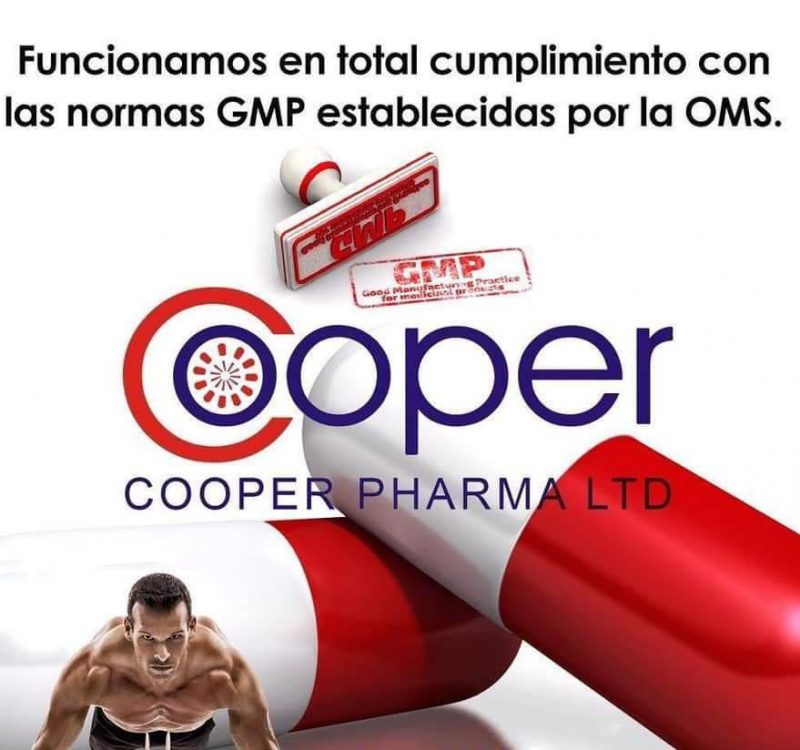 Funcionamos en total cumplimiento con
las normas GMP establecidas por la OMS.
GMP
GMP
Good Manufacturing Practice
for medicinal products
Cooper
COOPER PHARMA LTD